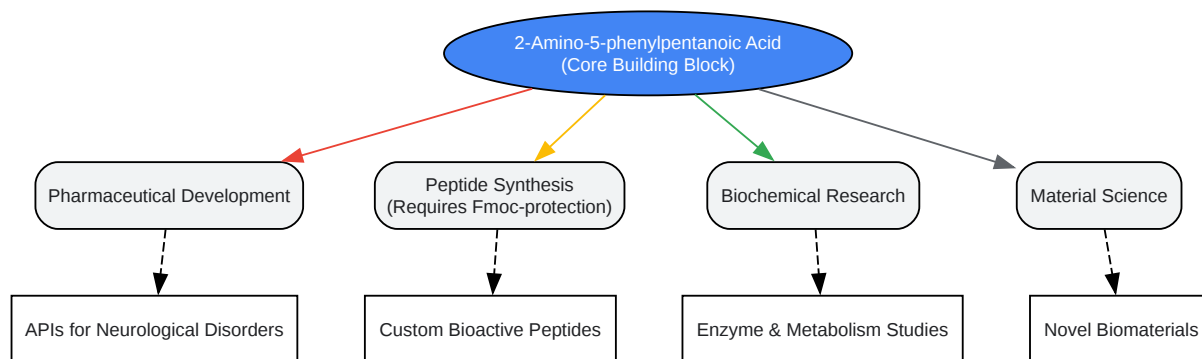 2-Amino-5-phenylpentanoic Acid
(Core Building Block)
Pharmaceutical Development
Peptide Synthesis
(Requires Fmoc-protection)
Biochemical Research
Material Science
APIs for Neurological Disorders
Custom Bioactive Peptides
Enzyme & Metabolism Studies
Novel Biomaterials